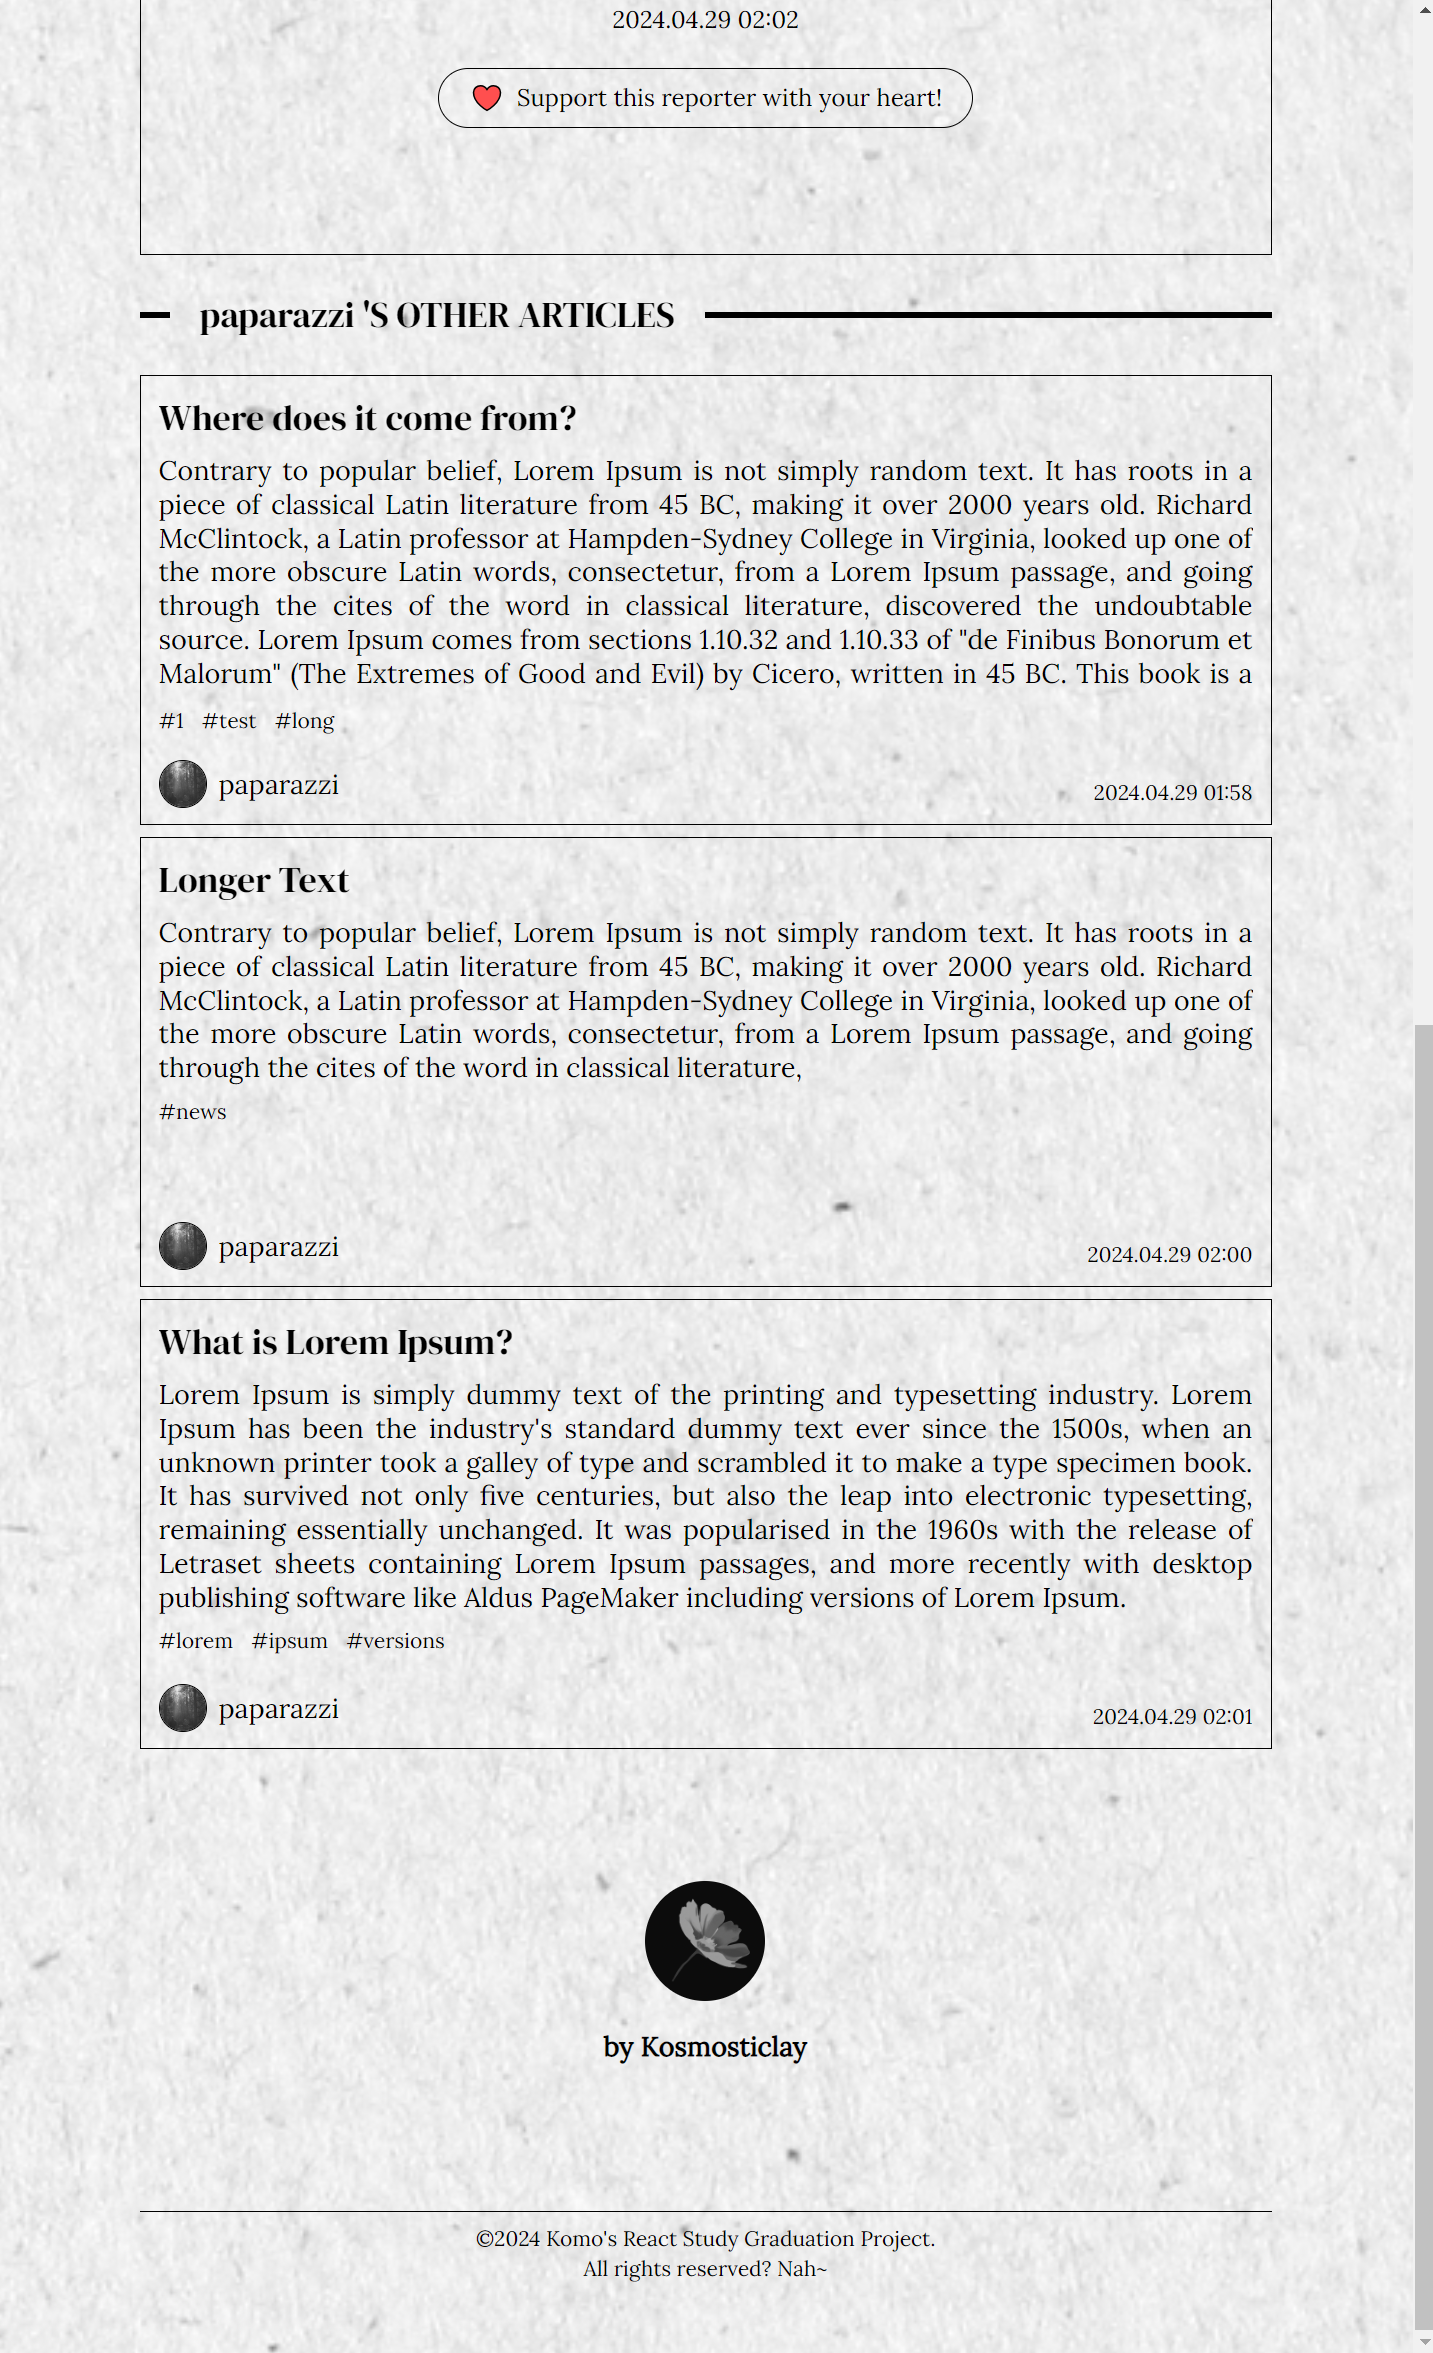 2024.04.29 02:02
Support this reporter with your heart!
paparazzi 'S OTHER ARTICLES
Where does it come from?
Contrary to popular belief, Lorem Ipsum is not simply random text. It has roots in a
piece of classical Latin literature from 45 BC, making it over 2000 years old. Richard
McClintock, a Latin professor at Hampden-Sydney College in Virginia, looked up one of
the more obscure Latin words, consectetur, from a Lorem Ipsum passage, and going
through the cites of the word in classical literature, discovered the undoubtable
source. Lorem Ipsum comes from sections 1.10.32 and 1.10.33 of "de Finibus Bonorum et
Malorum" (The Extremes of Good and Evil) by Cicero, written in 45 BC. This book is a
#1 #test #long
paparazzi
2024.04.29 01:58
Longer Text
Contrary to popular belief, Lorem Ipsum is not simply random text. It has roots in a
piece of classical Latin literature from 45 BC, making it over 2000 years old. Richard
McClintock, a Latin professor at Hampden-Sydney College in Virginia, looked up one of
the more obscure Latin words, consectetur, from a Lorem Ipsum passage, and going
through the cites of the word in classical literature,
#news
paparazzi
2024.04.29 02:00
What is Lorem Ipsum?
Lorem Ipsum is simply dummy text of the printing and typesetting industry. Lorem
Ipsum has been the industry's standard dummy text ever since the 1500s, when an
unknown printer took a galley of type and scrambled it to make a type specimen book.
It has survived not only five centuries, but also the leap into electronic typesetting,
remaining essentially unchanged. It was popularised in the 1960s with the release of
Letraset sheets containing Lorem Ipsum passages, and more recently with desktop
publishing software like Aldus PageMaker including versions of Lorem Ipsum.
#lorem #ipsum #versions
paparazzi
2024.04.29 02:01
by Kosmosticlay
©2024 Komo's React Study Graduation Project.
All rights reserved? Nah~